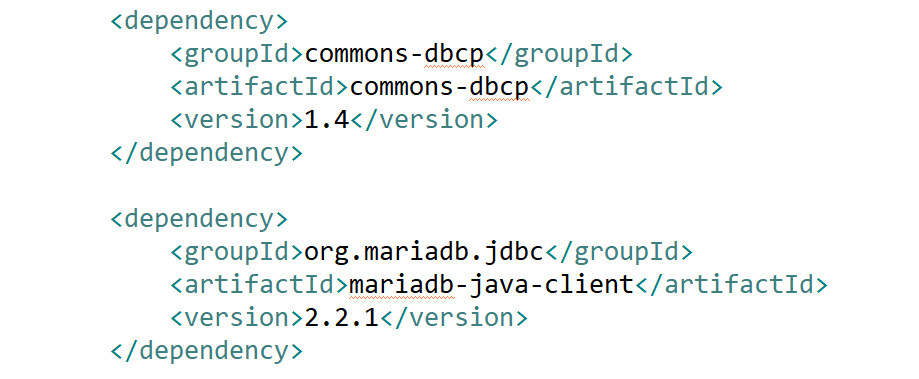 <dependency>
<groupId>commons-dbcp</groupId>
<artifactId>commons-dbcp</artifactId>
<version>1.4</version>
</dependency>
<dependency>
<groupId>org.mariadb.jdbc</groupId>
<artifactId>mariadb-java-client</artifactId>
<version>2.2.1</version>
</dependency>